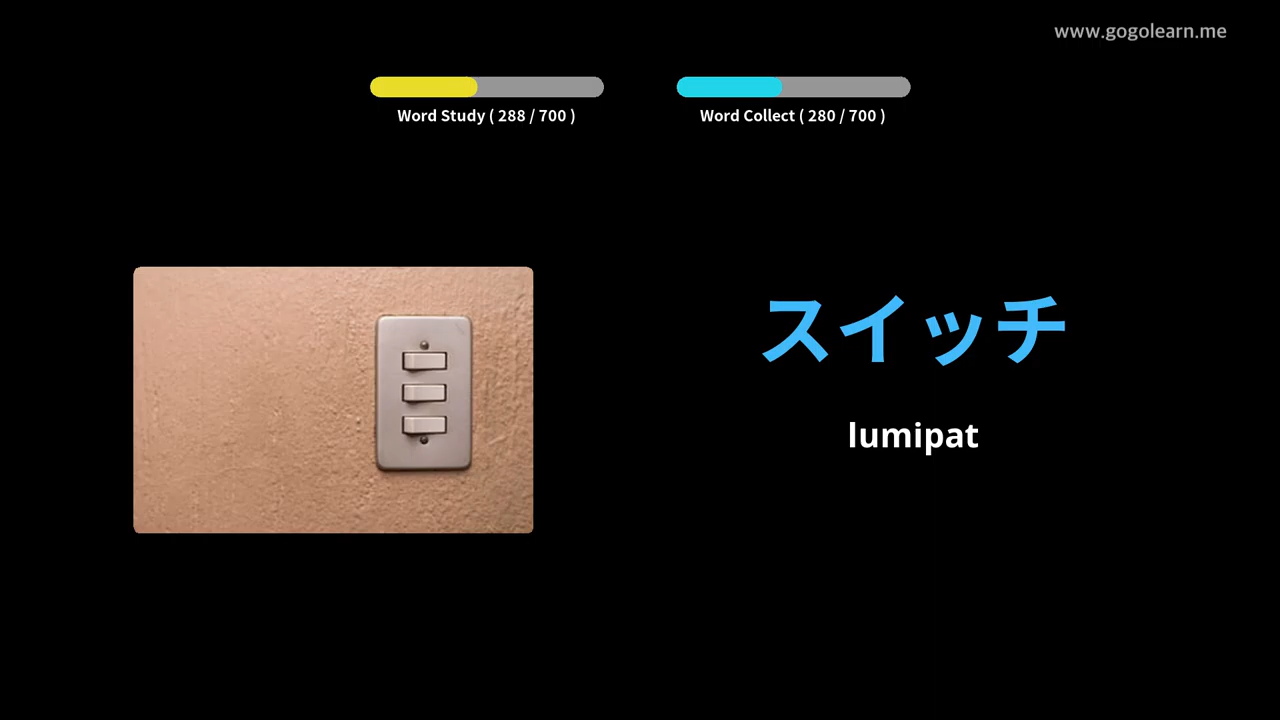 www.gogolearn.me
Word Study ( 288 / 700 )
Word Collect ( 280 / 700 )
スイッチ
lumipat